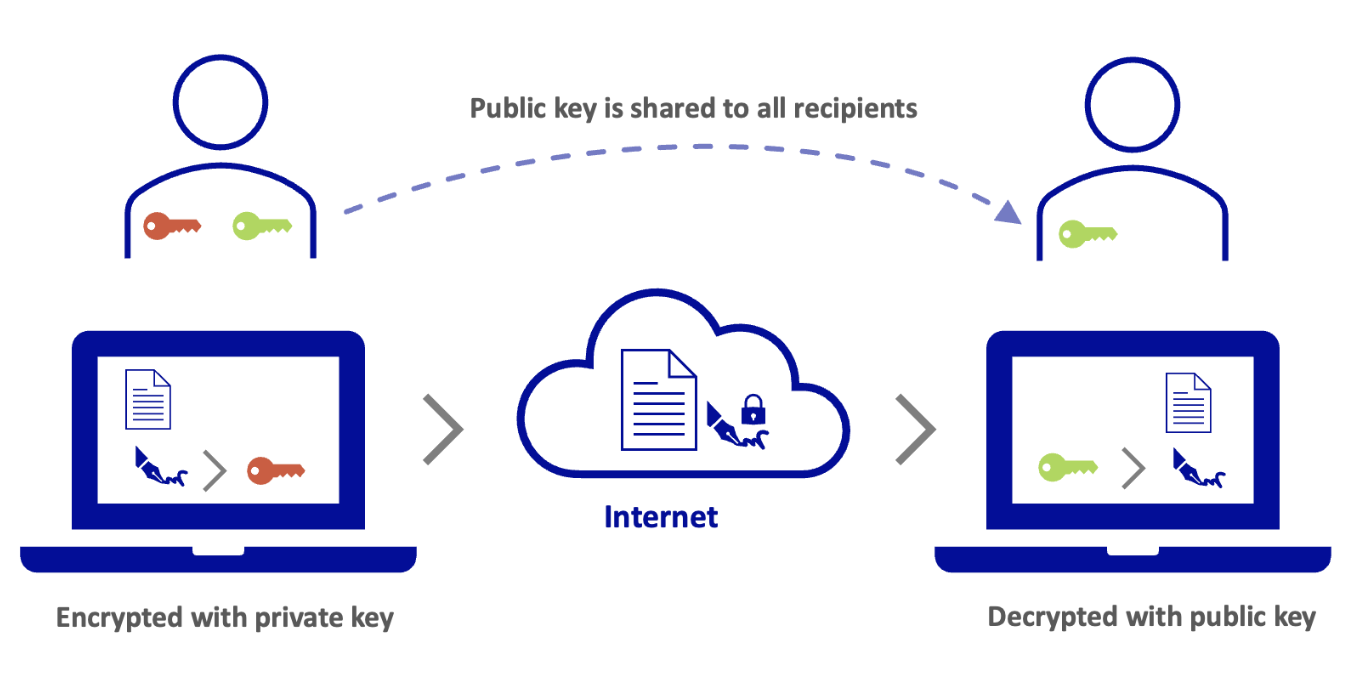 Public key is shared to all recipients
Internet
Encrypted with private key
Decrypted with public key